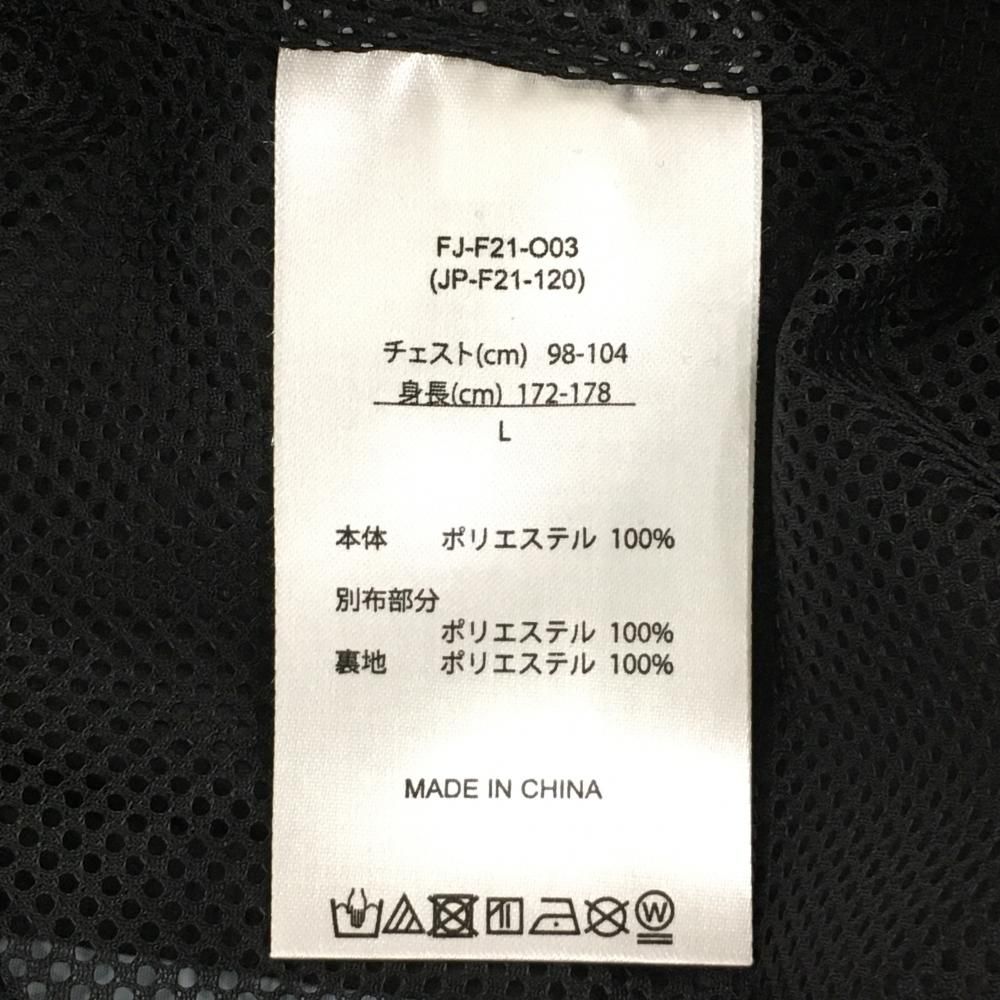 FJ-F21-O03
(JP-F21-120)
チェスト(cm) 98-104
身長(cm) 172-178
L
本体 ポリエステル 100%
別布部分
ポリエステル 100%
裏地 ポリエステル 100%
MADE IN CHINA
W